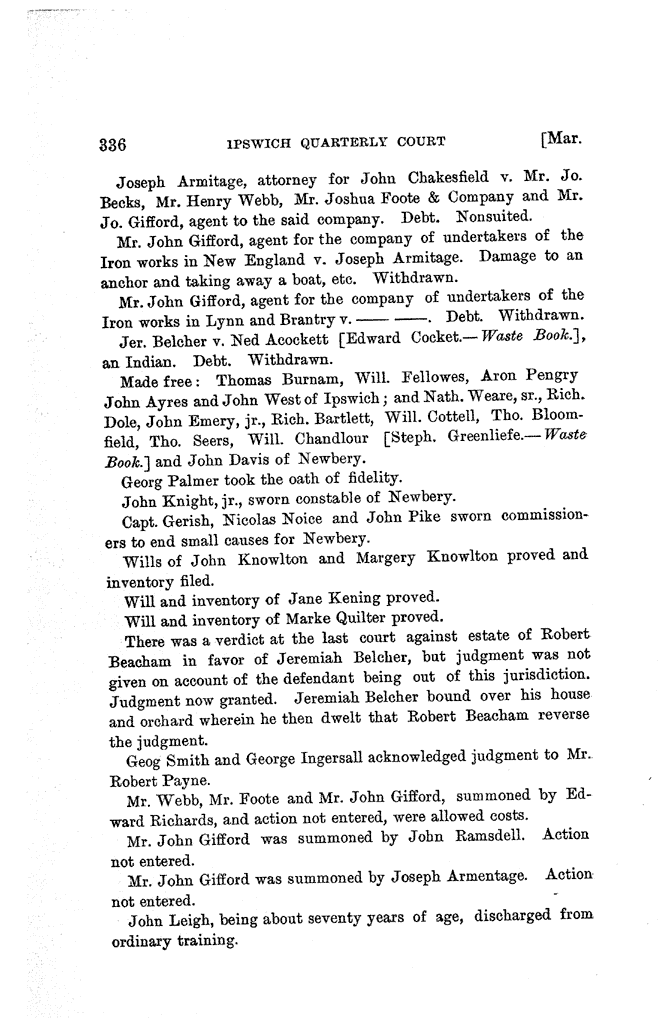 336 IPSWICH QUARTERLY COURT [Mar.
Joseph Armitage, attorney for John Chakesfield v. Mr. Jo.
Becks, Mr. Henry Webb, Mr. Joshua Foote & Company and Mr.
Jo. Gifford, agent to the said company. Debt. Nonsuited.
Mr. John Gifford, agent for the company of undertakers of the
Iron works in New England v. Joseph Armitage. Damage to an
anchor and taking away a boat, etc. Withdrawn.
Mr. John Gifford, agent for the company of undertakers of the
Iron works in Lynn and Brantry v. —— ——. Debt. Withdrawn.
Jer. Belcher v. Ned Acockett [Edward Cocket.—Waste Book.],
an Indian. Debt. Withdrawn.
Made free: Thomas Burnam, Will. Fellowes, Aron Pengry
John Ayres and John West of Ipswich; and Nath. Weare, sr., Rich.
Dole, John Emery, jr., Rich. Bartlett, Will. Cottell, Tho. Bloom-
field, Tho. Seers, Will. Chandlour [Steph. Greenliefe.—Waste
Book.] and John Davis of Newbery.
Georg Palmer took the oath of fidelity.
John Knight, jr., sworn constable of Newbery.
Capt. Gerish, Nicolas Noice and John Pike sworn commission-
ers to end small causes for Newbery.
Wills of John Knowlton and Margery Knowlton proved and
inventory filed.
Will and inventory of Jane Kening proved.
Will and inventory of Marke Quilter proved.
There was a verdict at the last court against estate of Robert
Beacham in favor of Jeremiah Belcher, but judgment was not
given on account of the defendant being out of this jurisdiction.
Judgment now granted. Jeremiah Belcher bound over his house
and orchard wherein he then dwelt that Robert Beacham reverse
the judgment.
Geog Smith and George Ingersall acknowledged judgment to Mr.
Robert Payne.
Mr. Webb, Mr. Foote and Mr. John Gifford, summoned by Ed-
ward Richards, and action not entered, were allowed costs.
Mr. John Gifford was summoned by John Ramsdell. Action
not entered.
Mr. John Gifford was summoned by Joseph Armentage. Action
not entered.
John Leigh, being about seventy years of age, discharged from
ordinary training.